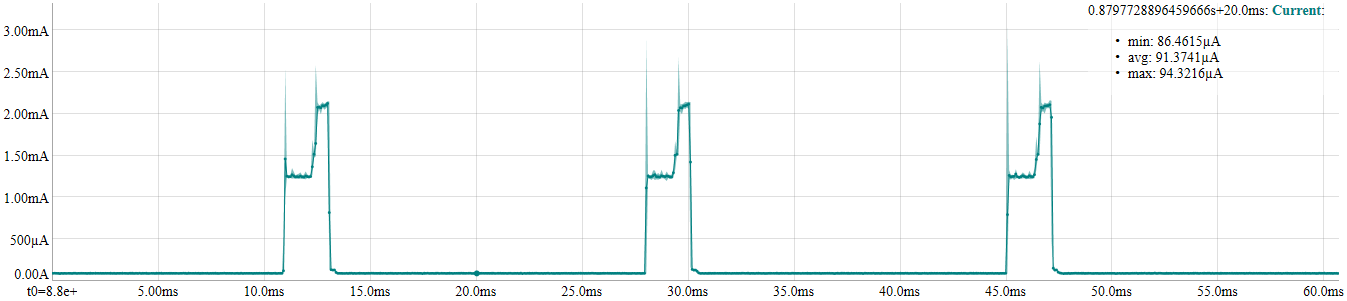 0.8797728896459666s+20.0ms: Current:
• min: 86.4615µA
• avg: 91.3741µA
• max: 94.3216µA
3.00mA
2.50mA
2.00mA
1.50mA
1.00mA
500µA
0.00A
t0=8.8e+ 5.00ms 10.0ms 15.0ms 20.0ms 25.0ms 30.0ms 35.0ms 40.0ms 45.0ms 50.0ms 55.0ms 60.0ms